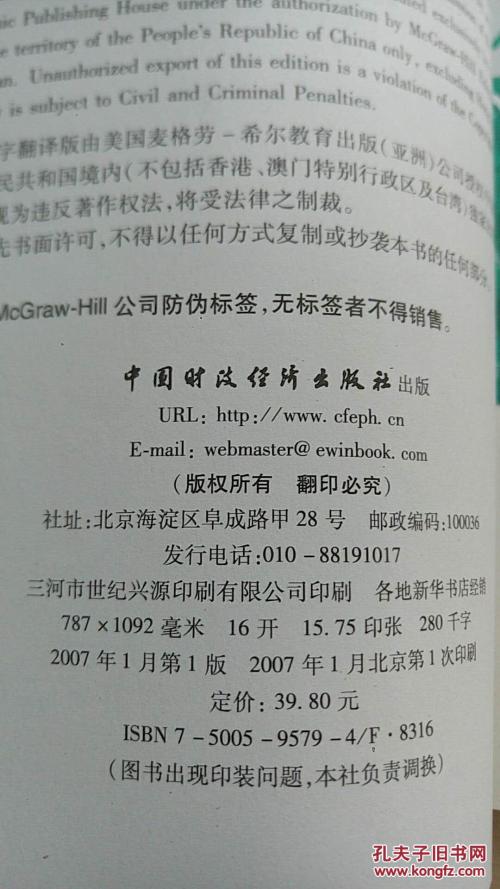 nic Publishing House under the authorization by McGraw-Hill
e territory of the People's Republic of China only, excluding
an. Unauthorized export of this edition is a violation of the
is subject to Civil and Criminal Penalties.
字翻译版由美国麦格劳-希尔教育出版(亚洲)公司授权
民共和国境内(不包括香港、澳门特别行政区及台湾)
视为违反著作权法,将受法律之制裁。
先书面许可,不得以任何方式复制或抄袭本书的任何部分。
McGraw-Hill 公司防伪标签,无标签者不得销售。
中国财政经济出版社 出版
URL: http://www. cfeph. cn
E-mail: webmaster@ ewinbook. com
(版权所有 翻印必究)
社址:北京海淀区阜成路甲 28 号 邮政编码:100036
发行电话:010-88191017
三河市世纪兴源印刷有限公司印刷 各地新华书店经销
787×1092 毫米 16 开 15.75 印张 280 千字
2007 年 1 月第 1 版 2007 年 1 月北京第 1 次印刷
定价: 39.80 元
ISBN 7-5005-9579-4/F·8316
(图书出现印装问题,本社负责调换)
孔夫子旧书网
www.kongfz.com